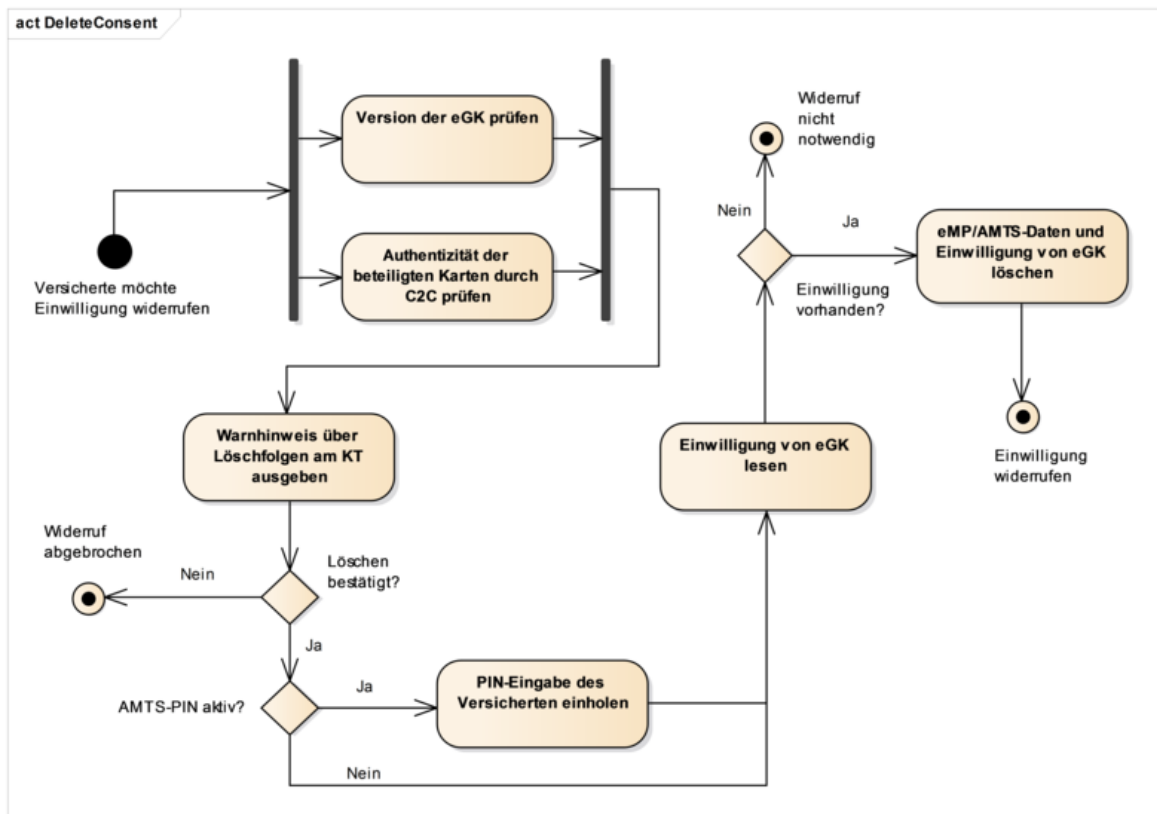 act DeleteConsent
Version der eGK prüfen
Authentizität der
beteiligten Karten durch
C2C prüfen
Versicherte möchte
Einwilligung widerrufen
Warnhinweis über
Löschfolgen am KT
ausgeben
Widerruf
abgebrochen
Nein
Löschen
bestätigt?
Ja
AMTS-PIN aktiv?
Ja
PIN-Eingabe des
Versicherten einholen
Nein
Einwilligung von eGK
lesen
Widerruf
nicht
notwendig
Nein
Ja
Einwilligung
vorhanden?
eMP/AMTS-Daten und
Einwilligung von eGK
löschen
Einwilligung
widerrufen